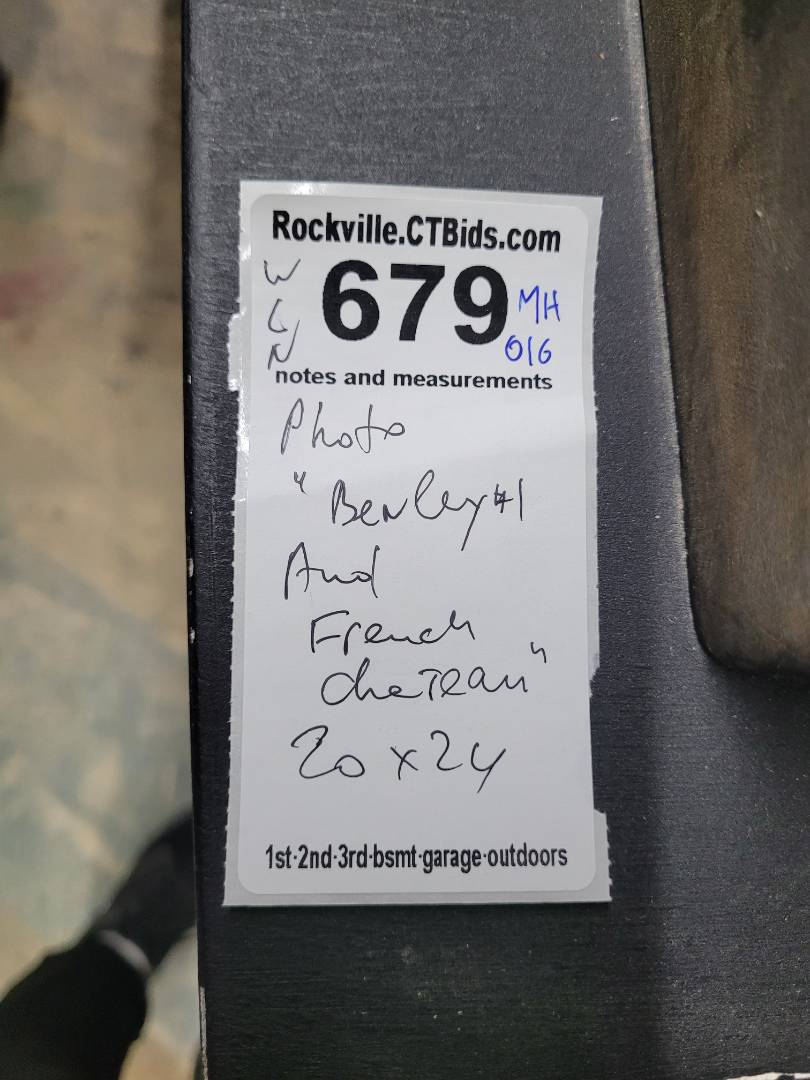 Rockville.CTBids.com
W
G
N
679
MH
016
notes and measurements
Photo
"Benley #1
And
French
chateau"
20 x 24
1st-2nd-3rd-bsmt-garage-outdoors